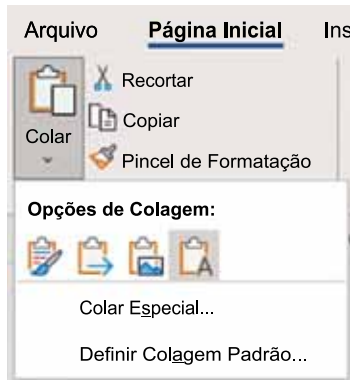 Arquivo Página Inicial Ins
Recortar
Copiar
Colar
Pincel de Formatação
Opções de Colagem:
A
Colar Especial...
Definir Colagem Padrão...